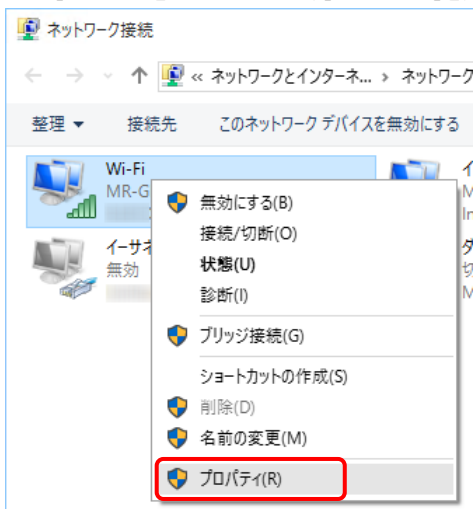 ネットワーク接続
« ネットワークとインターネ... › ネットワーク
整理 接続先 このネットワーク デバイスを無効にする
Wi-Fi
MR-G
イーサネ
無効
無効にする(B)
接続/切断(O)
状態(U)
診断(I)
ブリッジ接続(G)
ショートカットの作成(S)
削除(D)
名前の変更(M)
プロパティ(R)